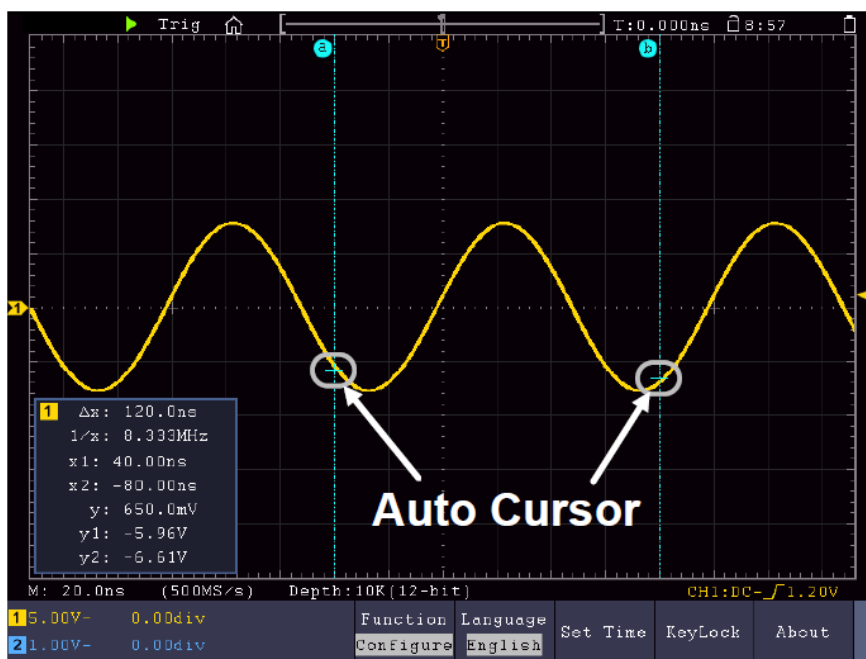 Trig T:0.000ns 8:57
a T b
1
1 Δx: 120.0ns
1/x: 8.333MHz
x1: 40.00ns
x2: -80.00ns
y: 650.0mV
y1: -5.96V
y2: -6.61V
Auto Cursor
M: 20.0ns (500MS/s) Depth:10K(12-bit) CH1:DC- 1.20V
1 5.00V- 0.00div
2 1.00V- 0.00div
Function Language
Configure English
Set Time KeyLock About